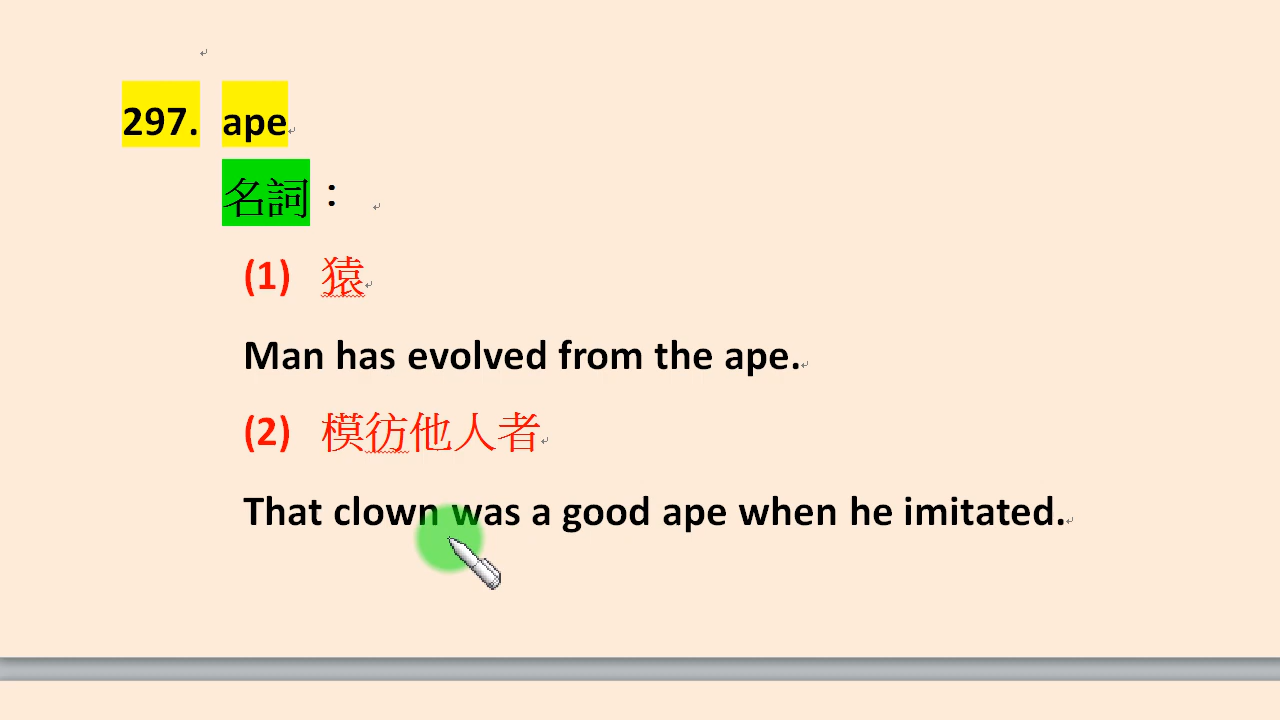 297. ape
名詞：
(1) 猿
Man has evolved from the ape.
(2) 模彷他人者
That clown was a good ape when he imitated.